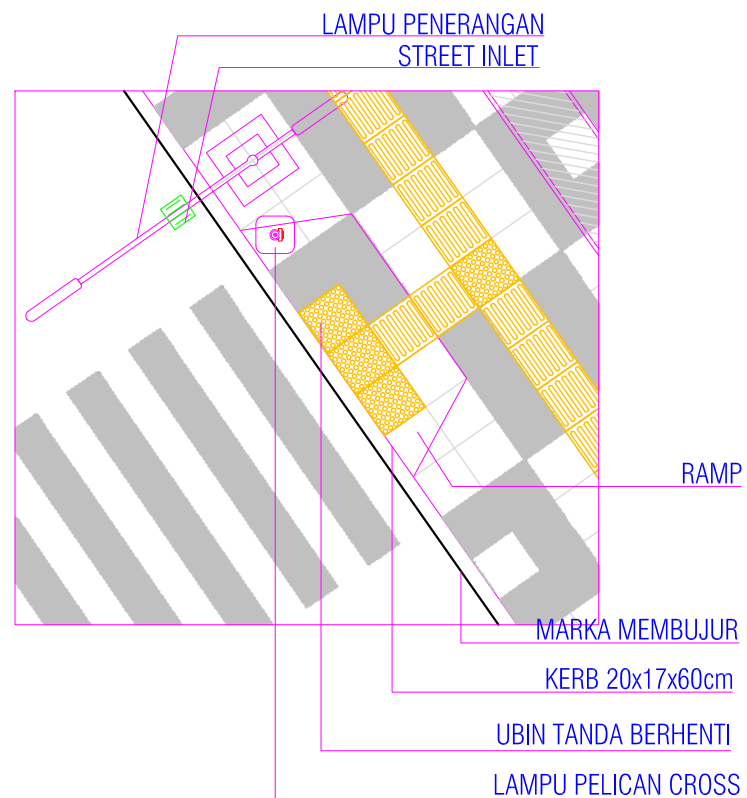 LAMPU PENERANGAN
STREET INLET
RAMP
MARKA MEMBUJUR
KERB 20x17x60cm
UBIN TANDA BERHENTI
LAMPU PELICAN CROSS